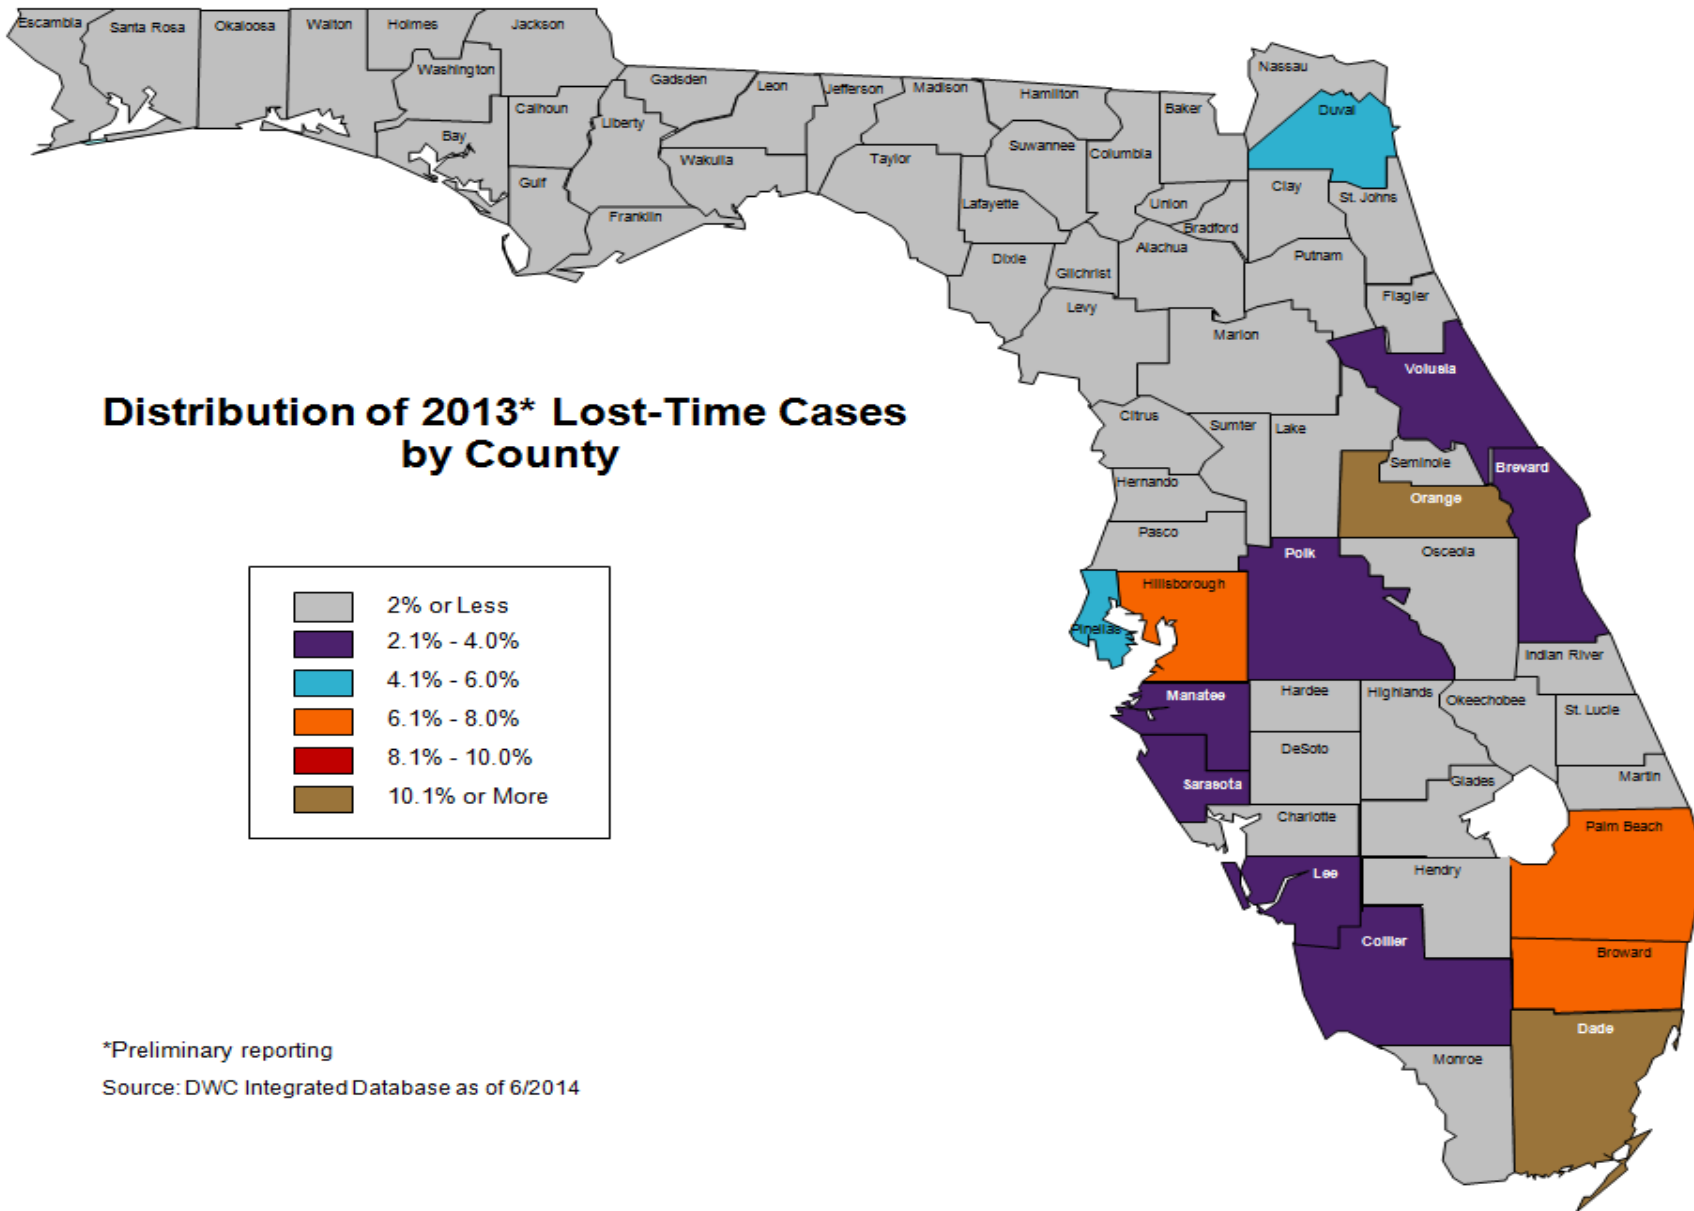 Escambia
Santa Rosa
Okaloosa
Walton
Holmes
Jackson
Washington
Bay
Calhoun
Gulf
Liberty
Gadsden
Franklin
Leon
Wakulla
Jefferson
Madison
Taylor
Hamilton
Suwannee
Lafayette
Columbia
Baker
Union
Bradford
Nassau
Duval
Clay
St. Johns
Dixie
Gilchrist
Alachua
Putnam
Flagler
Levy
Marion
Volusia
Distribution of 2013* Lost-Time Cases
by County
Citrus
Sumter
Lake
Seminole
Brevard
Hernando
Orange
Pasco
Polk
Osceola
Hillsborough
Pinellas
Indian River
Manatee
Hardee
Highlands
Okeechobee
St. Lucie
Sarasota
DeSoto
Glades
Martin
Charlotte
Palm Beach
Lee
Hendry
Collier
Broward
Dade
Monroe
2% or Less
2.1% - 4.0%
4.1% - 6.0%
6.1% - 8.0%
8.1% - 10.0%
10.1% or More
*Preliminary reporting
Source: DWC Integrated Database as of 6/2014